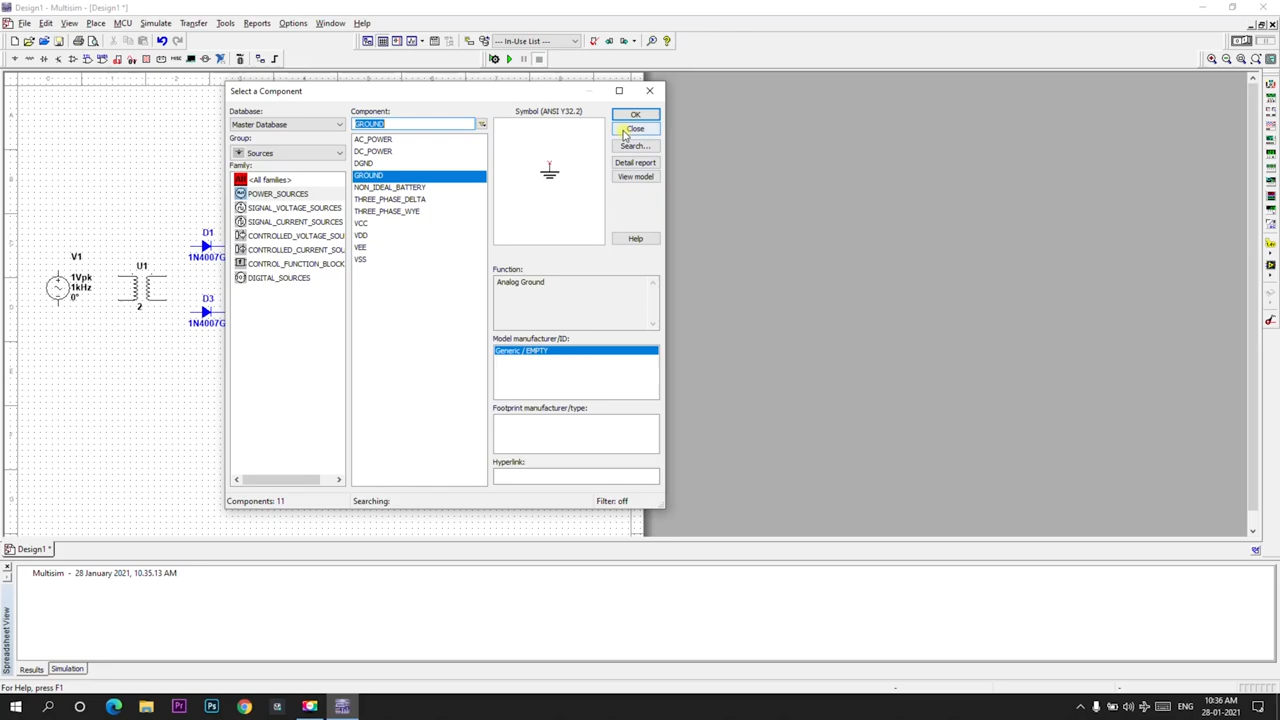 Design1 - Multisim - [Design1 *]
File Edit View Place MCU Simulate Transfer Tools Reports Options Window Help
--- In-Use List ---
Select a Component
Database:
Master Database
Group:
Sources
Family:
<All families>
POWER_SOURCES
SIGNAL_VOLTAGE_SOURCES
SIGNAL_CURRENT_SOURCES
CONTROLLED_VOLTAGE_SOU
CONTROLLED_CURRENT_SOU
CONTROL_FUNCTION_BLOCK
DIGITAL_SOURCES
Component:
GROUND
AC_POWER
DC_POWER
DGND
GROUND
NON_IDEAL_BATTERY
THREE_PHASE_DELTA
THREE_PHASE_WYE
VCC
VDD
VEE
VSS
Symbol (ANSI Y32.2)
OK
Close
Search...
Detail report
View model
Help
Function:
Analog Ground
Model manufacturer/ID:
Generic / EMPTY
Footprint manufacturer/type:
Hyperlink:
Components: 11
Searching:
Filter: off
V1
1Vpk
1kHz
0°
U1
2
D1
1N4007G
D3
1N4007G
Design1 *
Multisim - 28 January 2021, 10.35.13 AM
Spreadsheet View
Results
Simulation
For Help, press F1
ENG
10:36 AM
28-01-2021